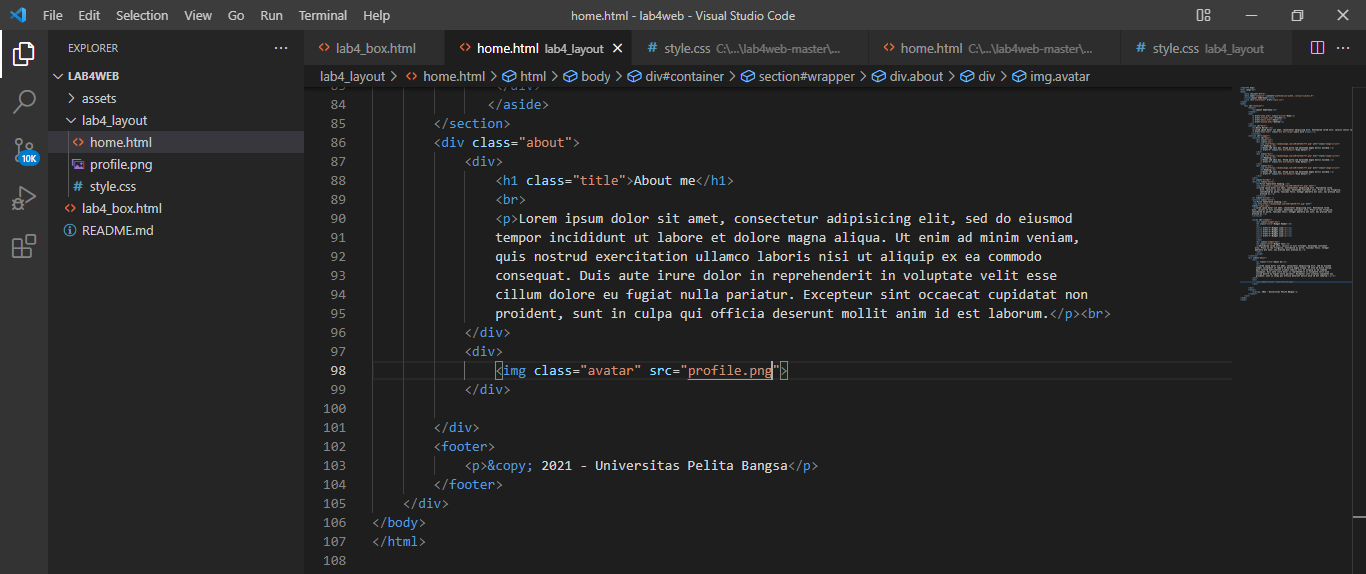 File Edit Selection View Go Run Terminal Help
home.html - lab4web - Visual Studio Code
EXPLORER
LAB4WEB
assets
lab4_layout
home.html
profile.png
style.css
lab4_box.html
README.md
10K
lab4_box.html
home.html lab4_layout
style.css C:\...\lab4web-master\...
home.html C:\...\lab4web-master\...
style.css lab4_layout
lab4_layout > home.html > html > body > div#container > section#wrapper > div.about > div > img.avatar
83 </div>
84 </aside>
85 </section>
86 <div class="about">
87 <div>
88 <h1 class="title">About me</h1>
89 <br>
90 <p>Lorem ipsum dolor sit amet, consectetur adipisicing elit, sed do eiusmod
91 tempor incididunt ut labore et dolore magna aliqua. Ut enim ad minim veniam,
92 quis nostrud exercitation ullamco laboris nisi ut aliquip ex ea commodo
93 consequat. Duis aute irure dolor in reprehenderit in voluptate velit esse
94 cillum dolore eu fugiat nulla pariatur. Excepteur sint occaecat cupidatat non
95 proident, sunt in culpa qui officia deserunt mollit anim id est laborum.</p><br>
96 </div>
97 <div>
98 <img class="avatar" src="profile.png">
99 </div>
100
101 </div>
102 <footer>
103 <p>&copy; 2021 - Universitas Pelita Bangsa</p>
104 </footer>
105 </div>
106 </body>
107 </html>
108